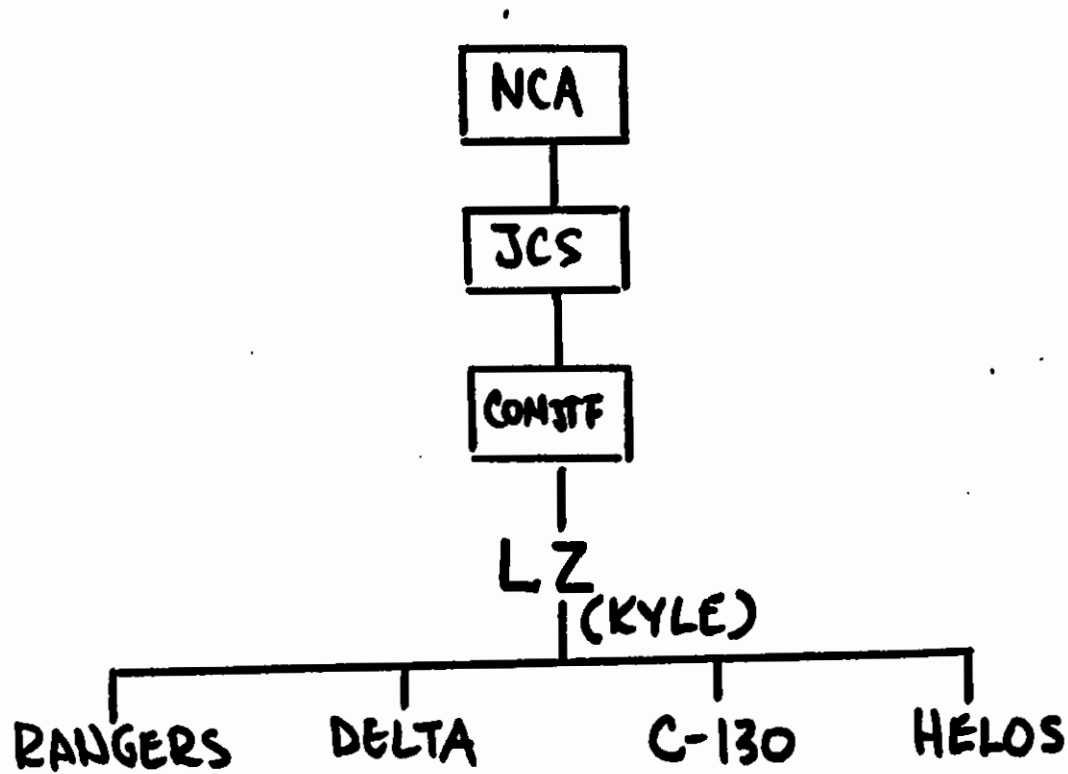 NCA
JCS
COMJTF
LZ
(KYLE)
RANGERS DELTA C-130 HELOS